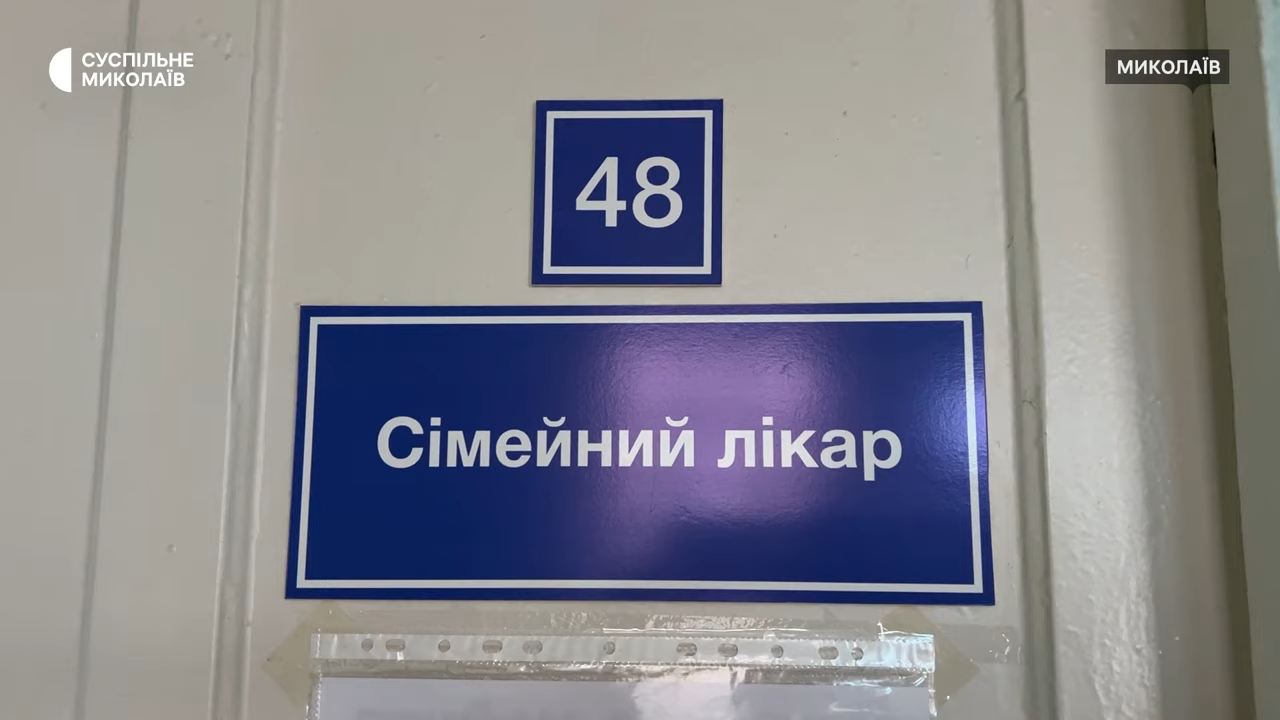 СУСПІЛЬНЕ
МИКОЛАЇВ
МИКОЛАЇВ
48
Сімейний лікар